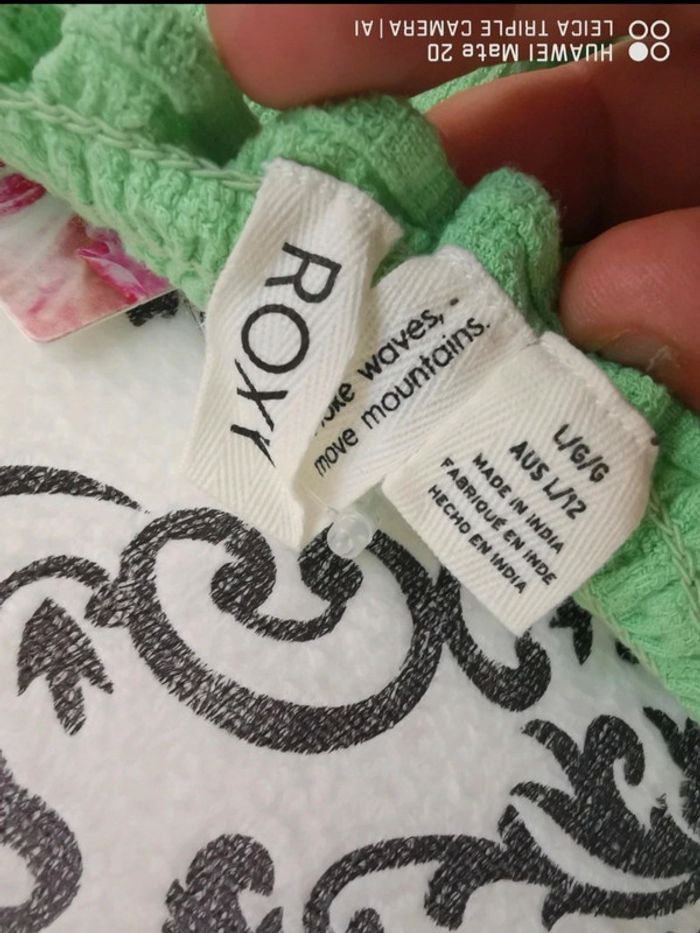 HUAWEI Mate 20
LEICA TRIPLE CAMERA | AI
ROXY
waves,
move mountains.
L/G/G
AUS L/12
MADE IN INDIA
FABRIQUÉ EN INDE
HECHO EN INDIA